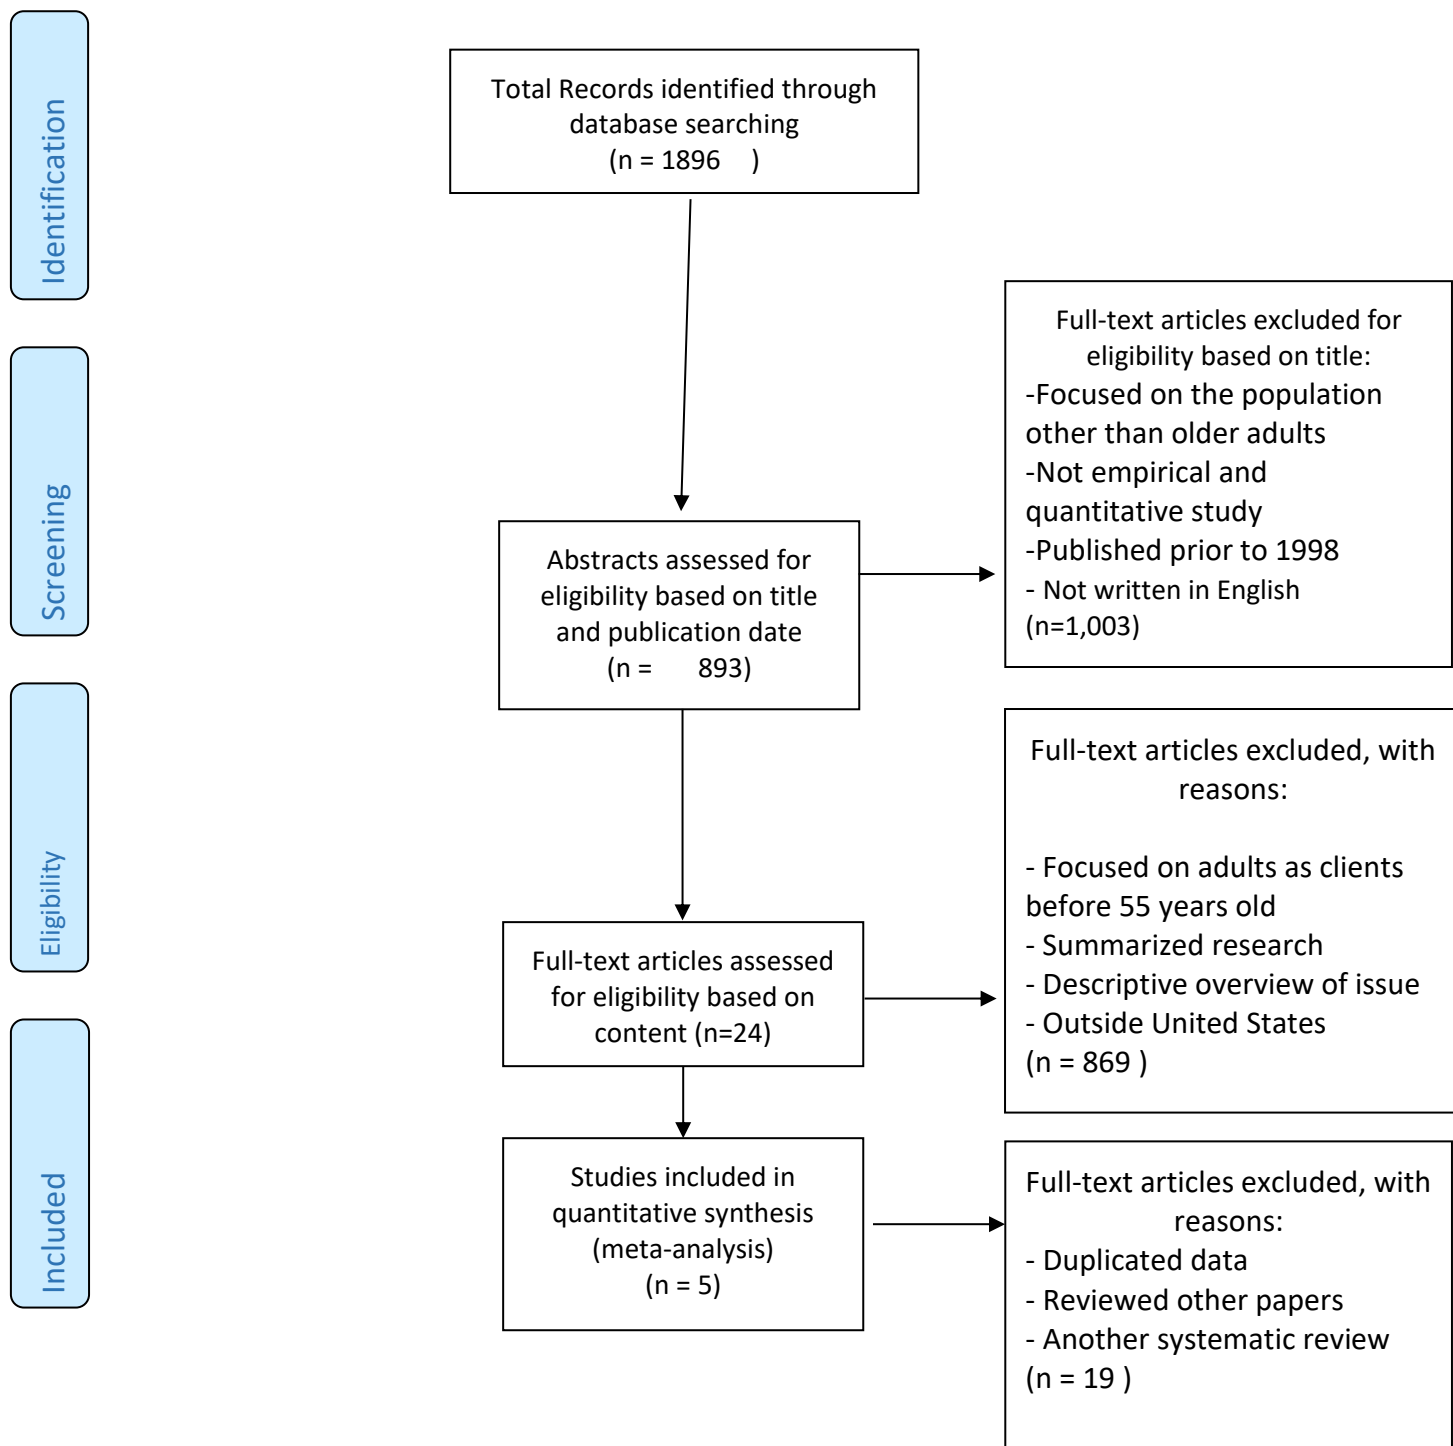 Identification
Total Records identified through
database searching
(n = 1896    )
Screening
Full-text articles excluded for
eligibility based on title:
-Focused on the population
other than older adults
-Not empirical and
quantitative study
-Published prior to 1998
- Not written in English
(n=1,003)
Abstracts assessed for
eligibility based on title
and publication date
(n =      893)
Eligibility
Full-text articles excluded, with
reasons:
- Focused on adults as clients
before 55 years old
- Summarized research
- Descriptive overview of issue
- Outside United States
(n = 869 )
Full-text articles assessed
for eligibility based on
content (n=24)
Included
Studies included in
quantitative synthesis
(meta-analysis)
(n = 5)
Full-text articles excluded, with
reasons:
- Duplicated data
- Reviewed other papers
- Another systematic review
(n = 19 )